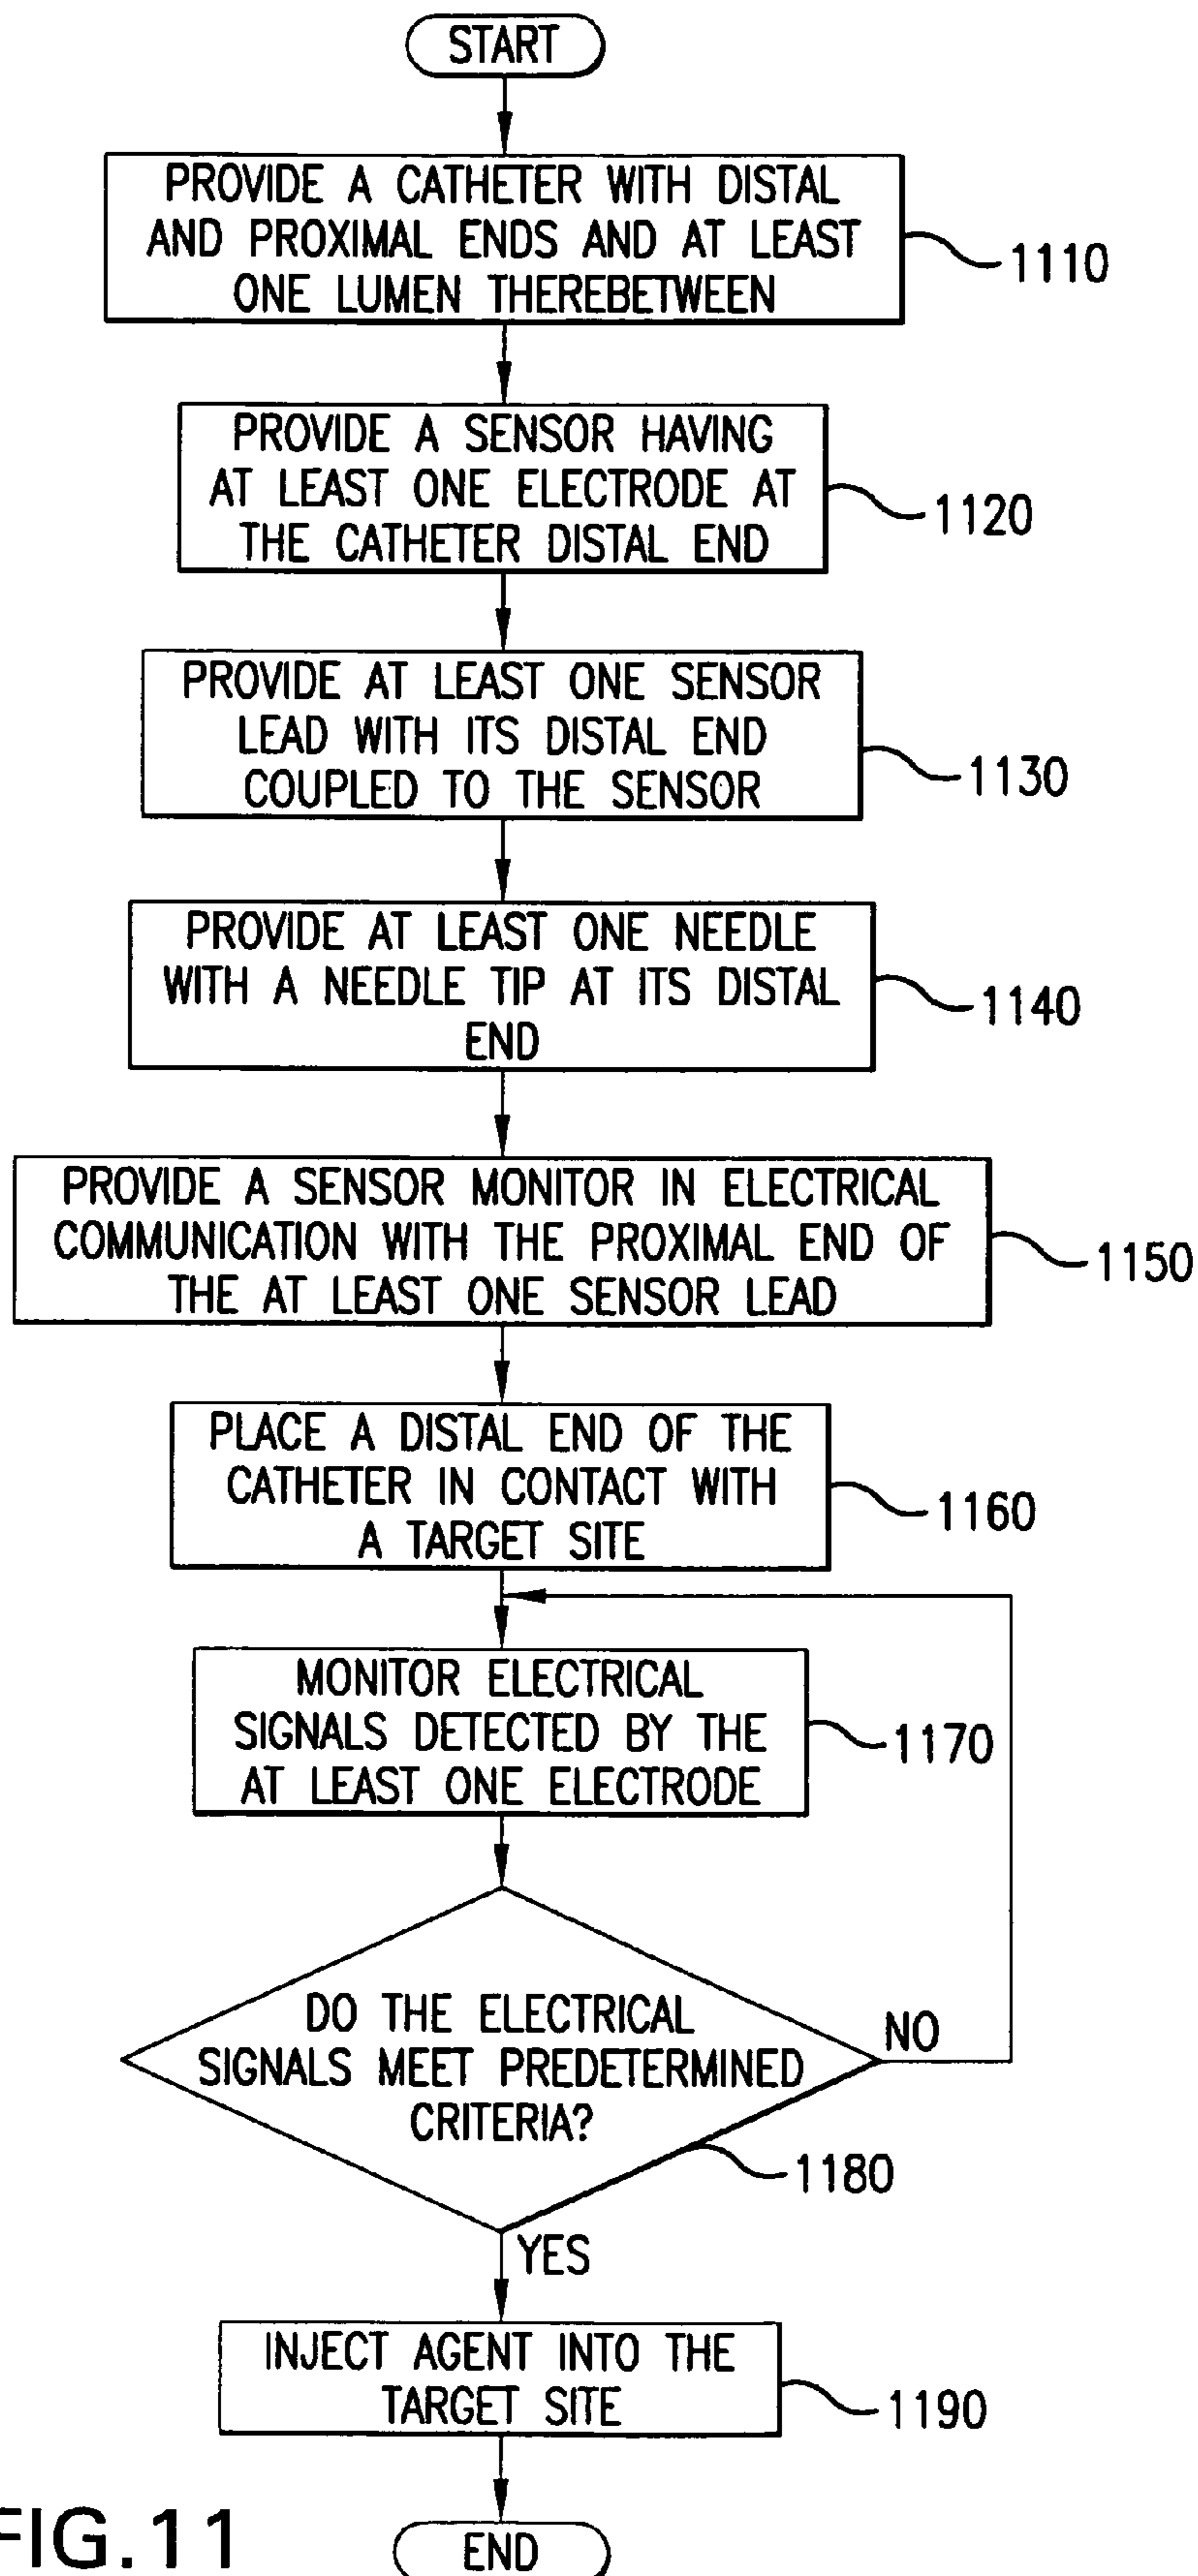 START
PROVIDE A CATHETER WITH DISTAL
AND PROXIMAL ENDS AND AT LEAST
ONE LUMEN THEREBETWEEN
1110
PROVIDE A SENSOR HAVING
AT LEAST ONE ELECTRODE AT
THE CATHETER DISTAL END
1120
PROVIDE AT LEAST ONE SENSOR
LEAD WITH ITS DISTAL END
COUPLED TO THE SENSOR
1130
PROVIDE AT LEAST ONE NEEDLE
WITH A NEEDLE TIP AT ITS DISTAL
END
1140
PROVIDE A SENSOR MONITOR IN ELECTRICAL
COMMUNICATION WITH THE PROXIMAL END OF
THE AT LEAST ONE SENSOR LEAD
1150
PLACE A DISTAL END OF THE
CATHETER IN CONTACT WITH
A TARGET SITE
1160
MONITOR ELECTRICAL
SIGNALS DETECTED BY THE
AT LEAST ONE ELECTRODE
1170
DO THE ELECTRICAL
SIGNALS MEET PREDETERMINED
CRITERIA?
NO
1180
YES
INJECT AGENT INTO THE
TARGET SITE
1190
END
FIG.11